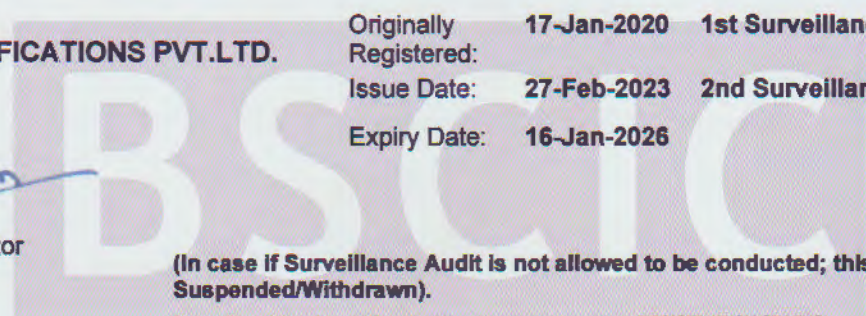 Originally 17-Jan-2020 1st Surveillan
FICATIONS PVT.LTD. Registered:
Issue Date: 27-Feb-2023 2nd Surveillan
Expiry Date: 16-Jan-2026
BSCIC
tor
(In case if Surveillance Audit is not allowed to be conducted; this
Suspended/Withdrawn).